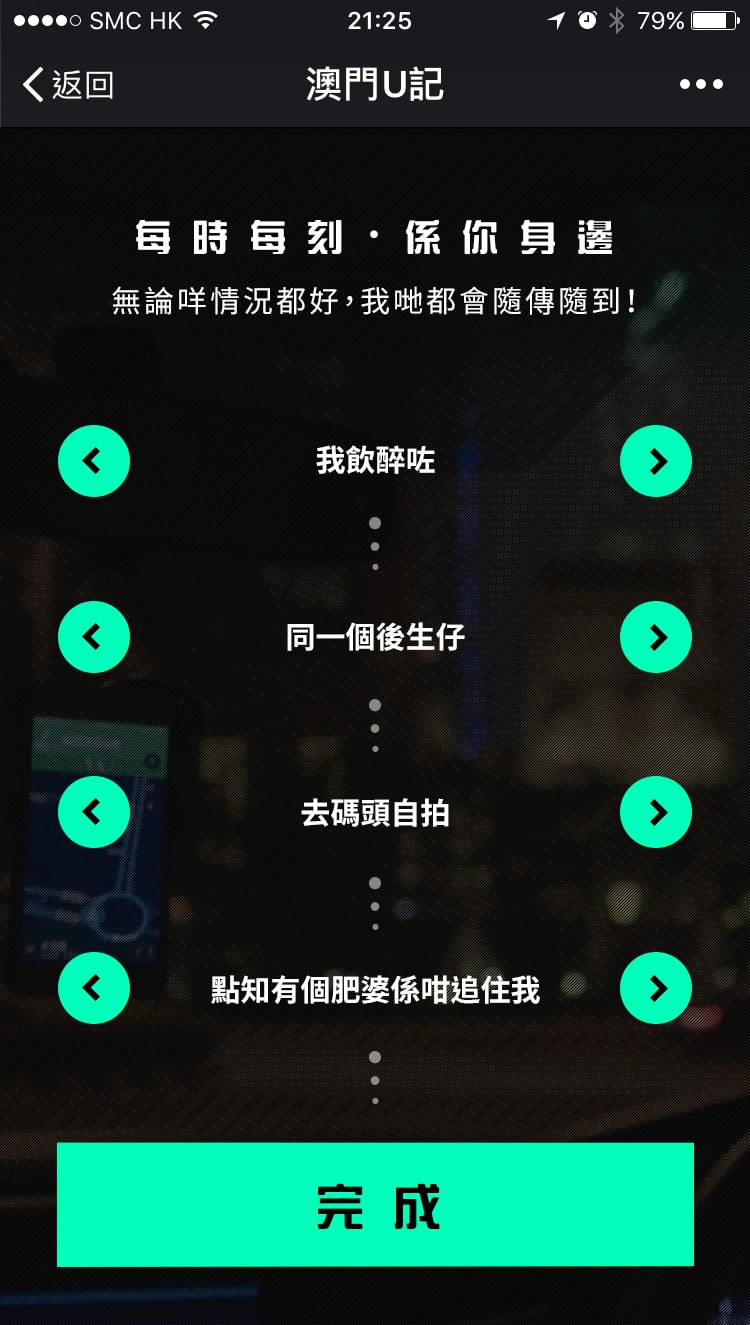 SMC HK 21:25 79%
返回 澳門U記
每時每刻·係你身邊
無論咩情況都好,我哋都會隨傳隨到!
我飲醉咗
同一個後生仔
去碼頭自拍
點知有個肥婆係咁追住我
完成